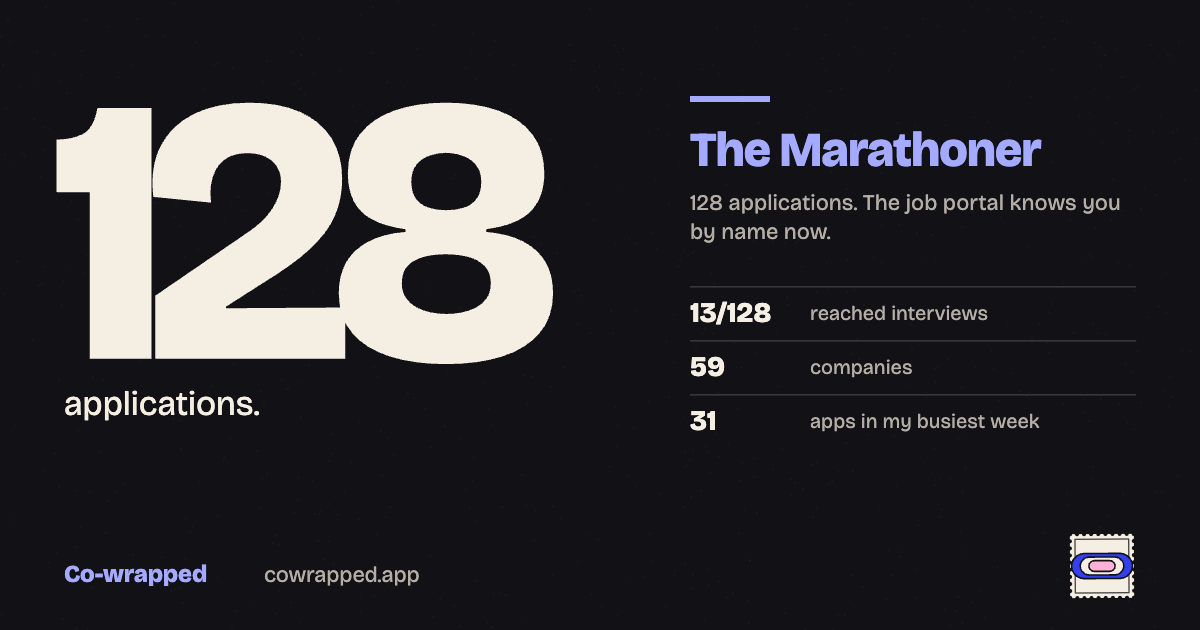 128
applications.
The Marathoner
128 applications. The job portal knows you
by name now.
13/128 reached interviews
59 companies
31 apps in my busiest week
Co-wrapped cowrapped.app